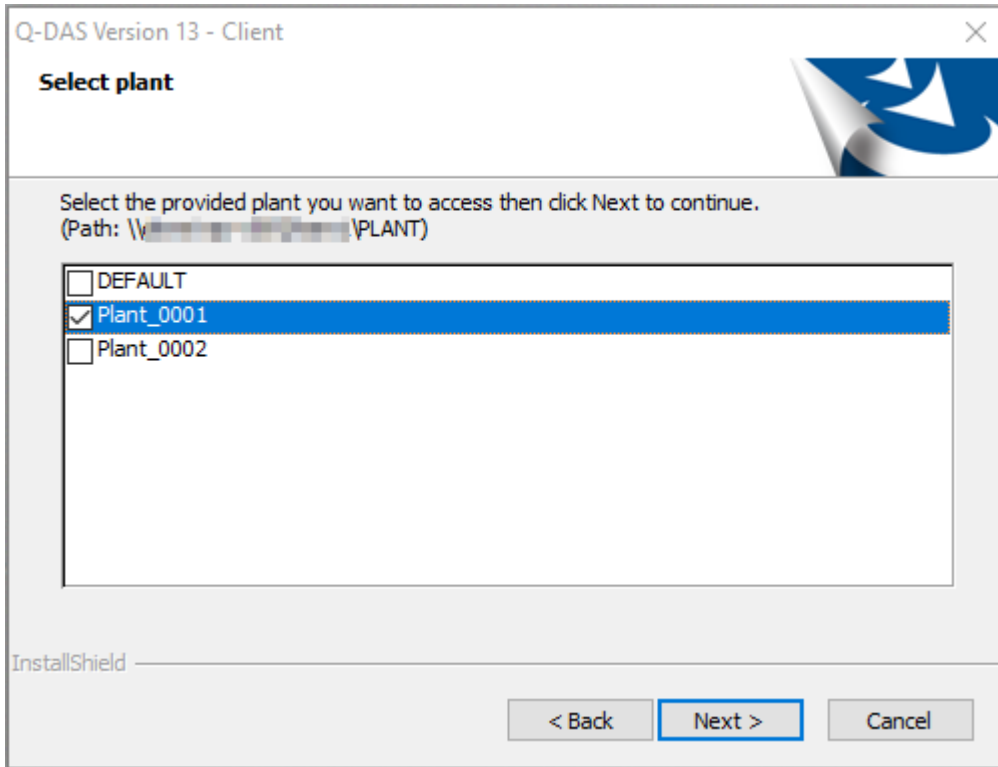 Q-DAS Version 13 - Client
Select plant
Select the provided plant you want to access then click Next to continue.
(Path: \\ \PLANT)
DEFAULT
Plant_0001
Plant_0002
InstallShield
< Back
Next >
Cancel